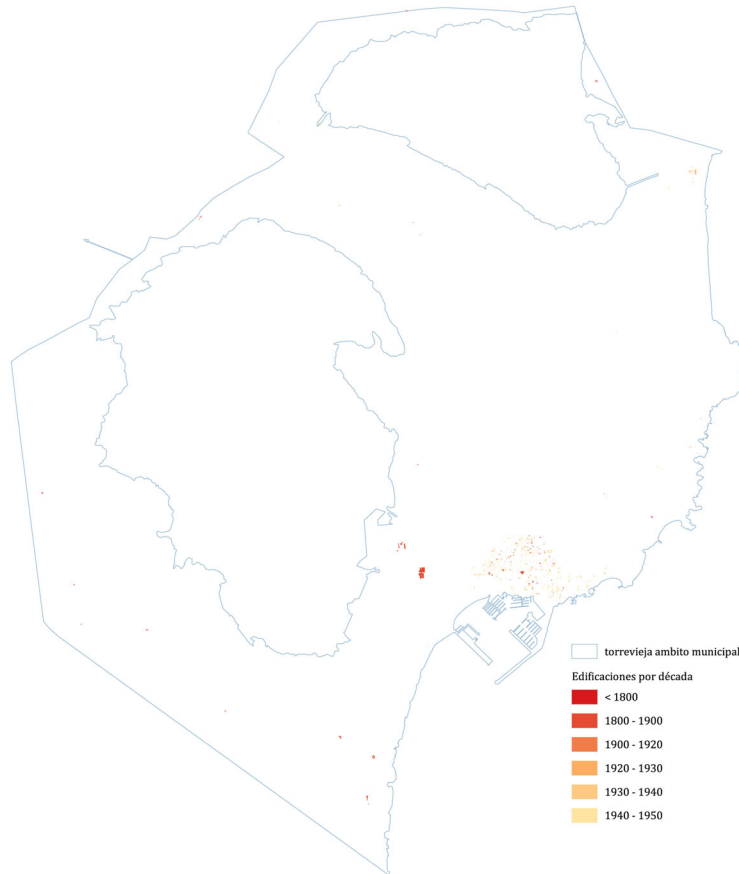 torrevieja ambito municipal
Edificaciones por década
< 1800
1800 - 1900
1900 - 1920
1920 - 1930
1930 - 1940
1940 - 1950